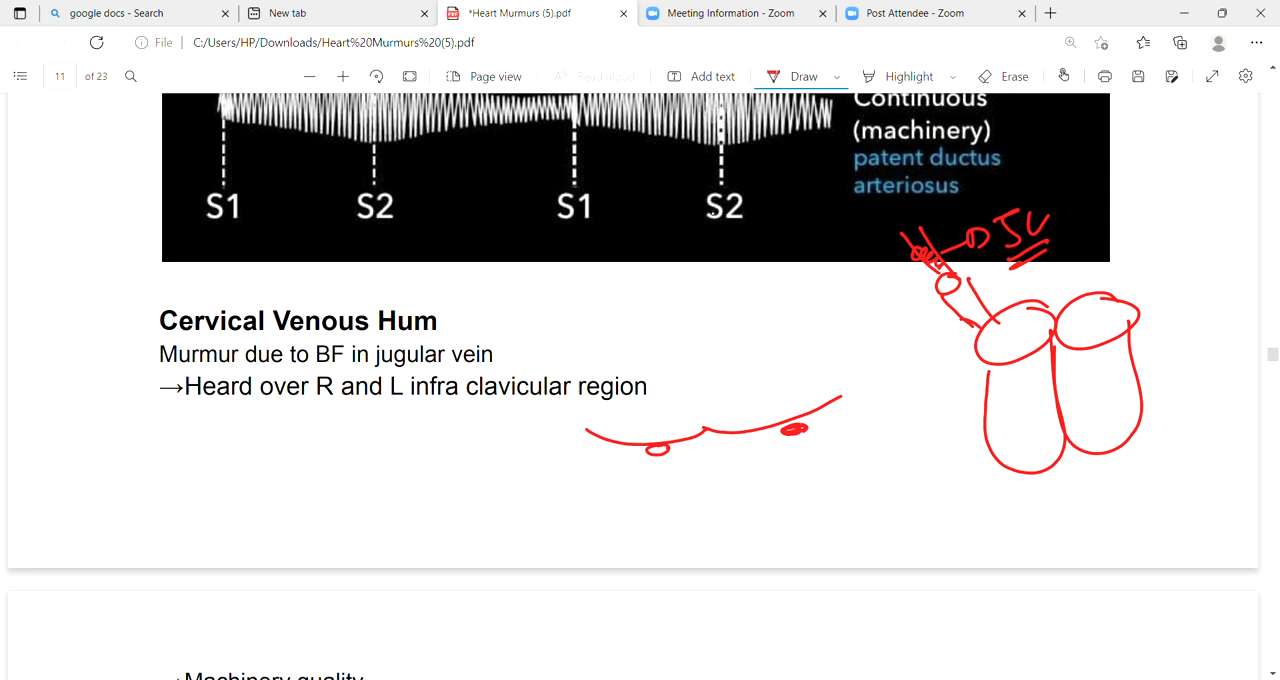 google docs - Search
New tab
*Heart Murmurs (5).pdf
Meeting Information - Zoom
Post Attendee - Zoom
File
C:/Users/HP/Downloads/Heart%20Murmurs%20(5).pdf
11 of 23
Page view
Read aloud
Add text
Draw
Highlight
Erase
Continuous
(machinery)
patent ductus
arteriosus
S1 S2 S1 S2
Cervical Venous Hum
Murmur due to BF in jugular vein
→Heard over R and L infra clavicular region
→Machinery quality